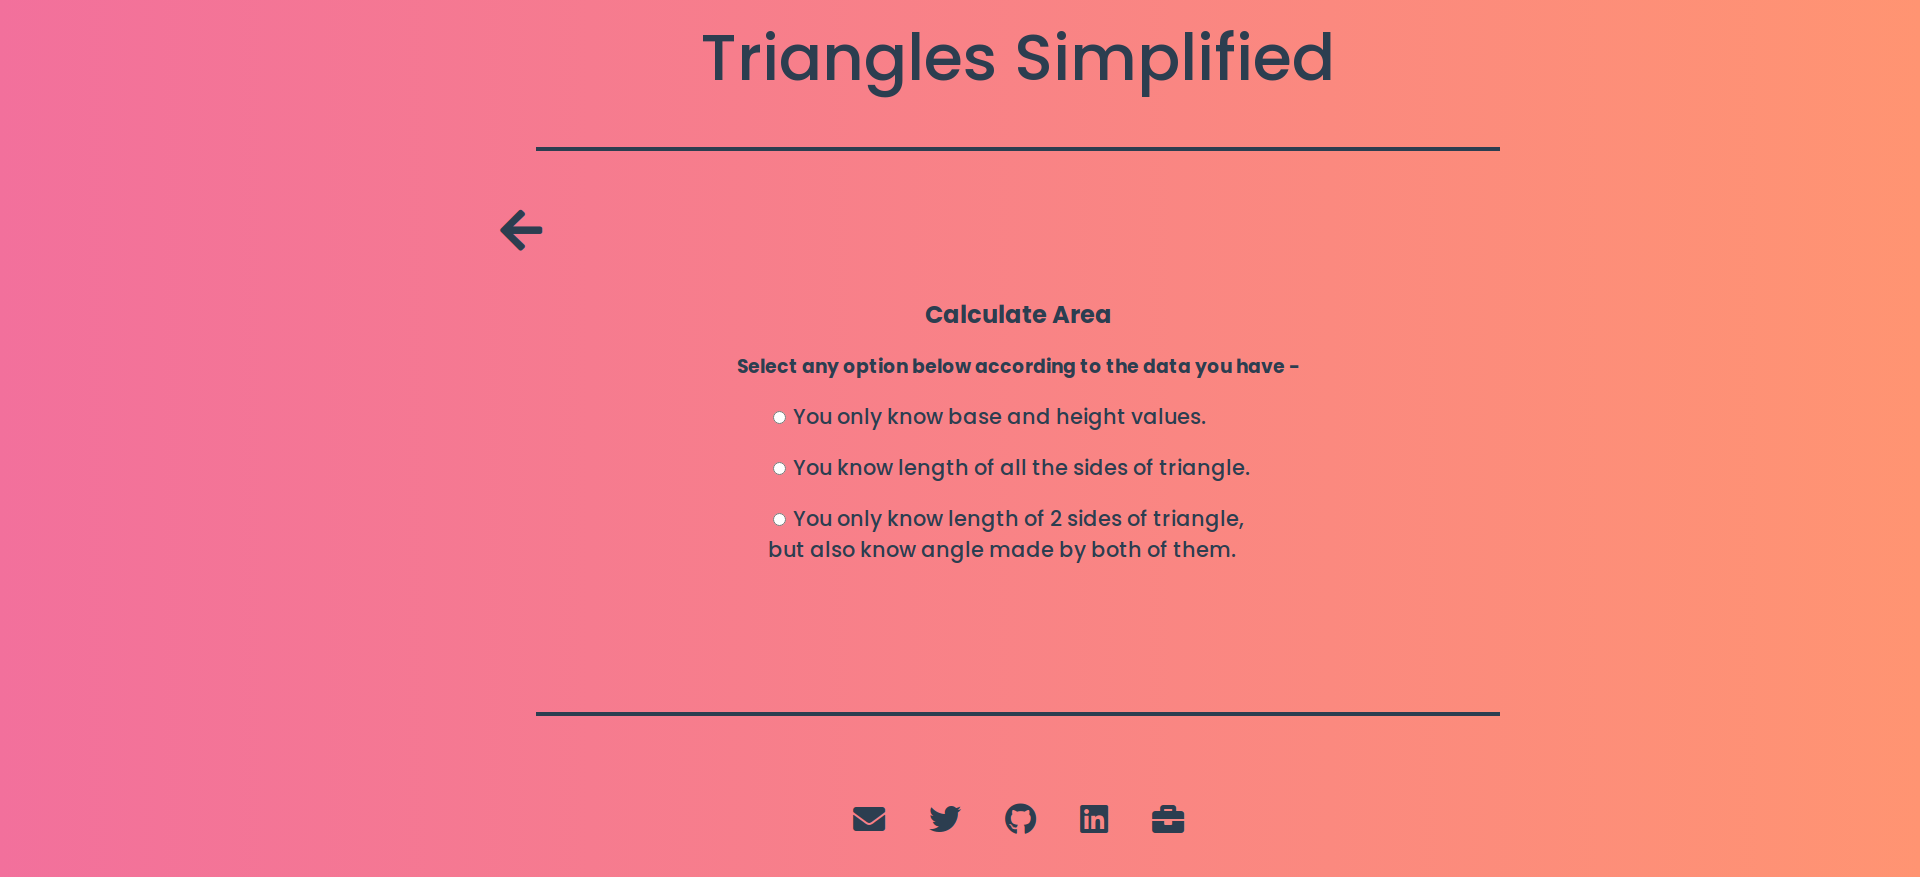 Triangles Simplified
Calculate Area
Select any option below according to the data you have -
You only know base and height values.
You know length of all the sides of triangle.
You only know length of 2 sides of triangle,
but also know angle made by both of them.